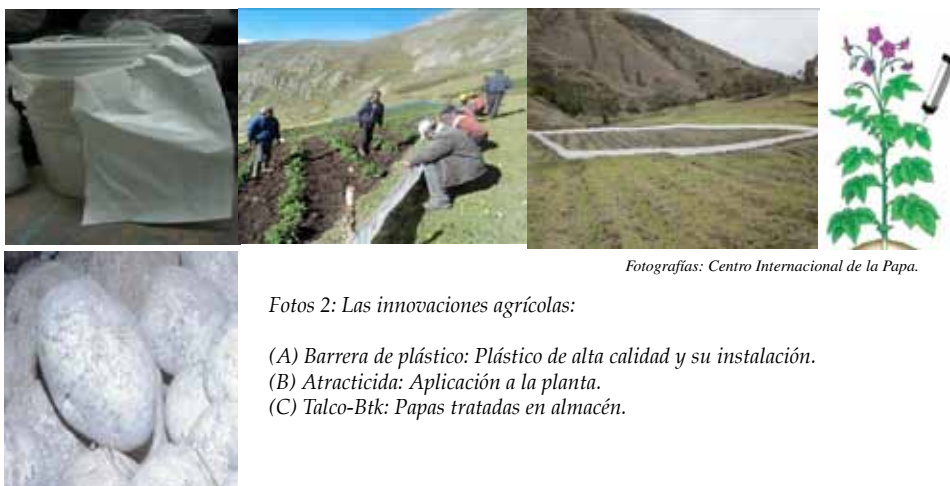 Fotografías: Centro Internacional de la Papa.
Fotos 2: Las innovaciones agrícolas:
(A) Barrera de plástico: Plástico de alta calidad y su instalación.
(B) Atracticida: Aplicación a la planta.
(C) Talco-Btk: Papas tratadas en almacén.